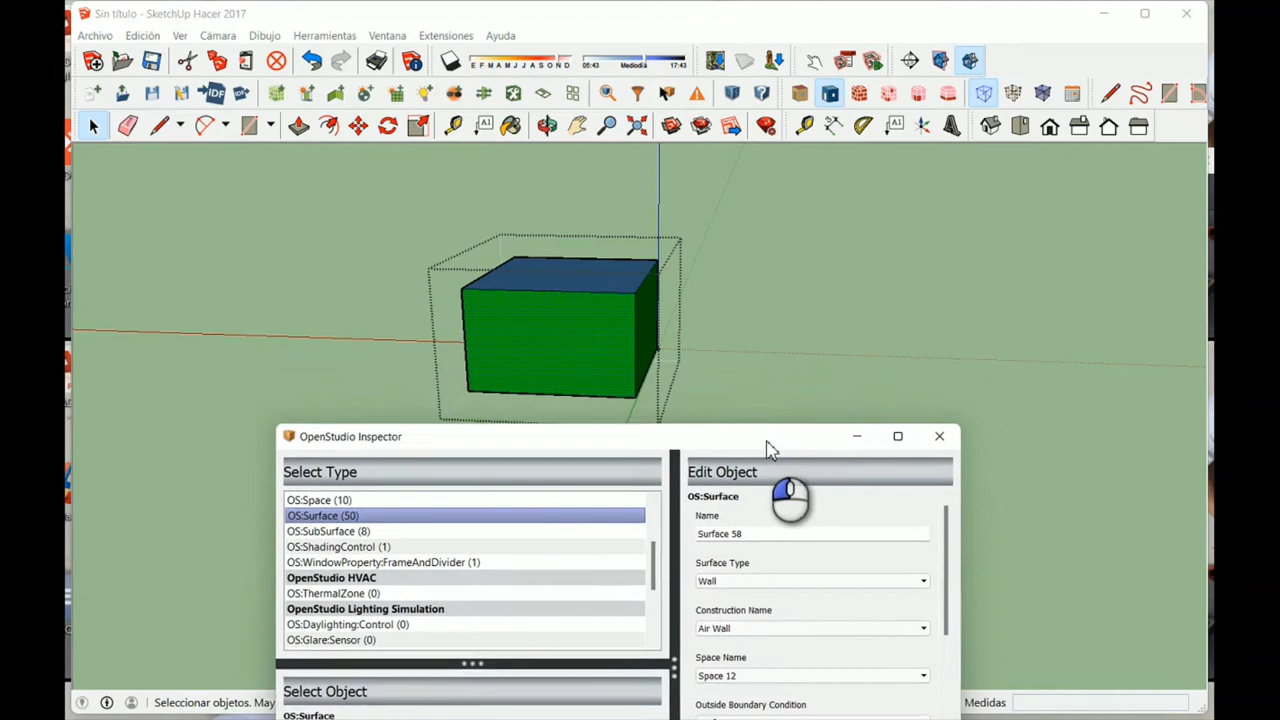 Sin título - SketchUp Hacer 2017
Archivo Edición Ver Cámara Dibujo Herramientas Ventana Extensiones Ayuda
E F M A M J J A S O N D 05:43 Mediodía 17:43
IDF
A1 A1
OpenStudio Inspector
Select Type
OS:Space (10)
OS:Surface (50)
OS:SubSurface (8)
OS:ShadingControl (1)
OS:WindowProperty:FrameAndDivider (1)
OpenStudio HVAC
OS:ThermalZone (0)
OpenStudio Lighting Simulation
OS:Daylighting:Control (0)
OS:Glare:Sensor (0)
Select Object
OS:Surface
Edit Object
OS:Surface
Name
Surface 58
Surface Type
Wall
Construction Name
Air Wall
Space Name
Space 12
Outside Boundary Condition
Seleccionar objetos. May
Medidas